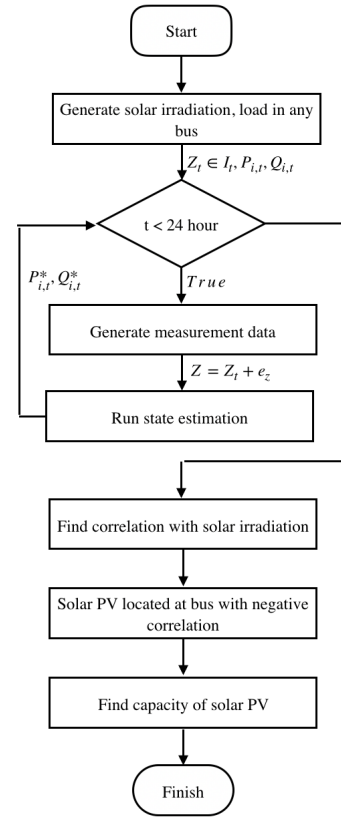 Start
Generate solar irradiation, load in any
bus
Z_t ∈ I_t, P_{i,t}, Q_{i,t}
t < 24 hour
P^*_{i,t}, Q^*_{i,t}
True
Generate measurement data
Z = Z_t + e_z
Run state estimation
Find correlation with solar irradiation
Solar PV located at bus with negative
correlation
Find capacity of solar PV
Finish